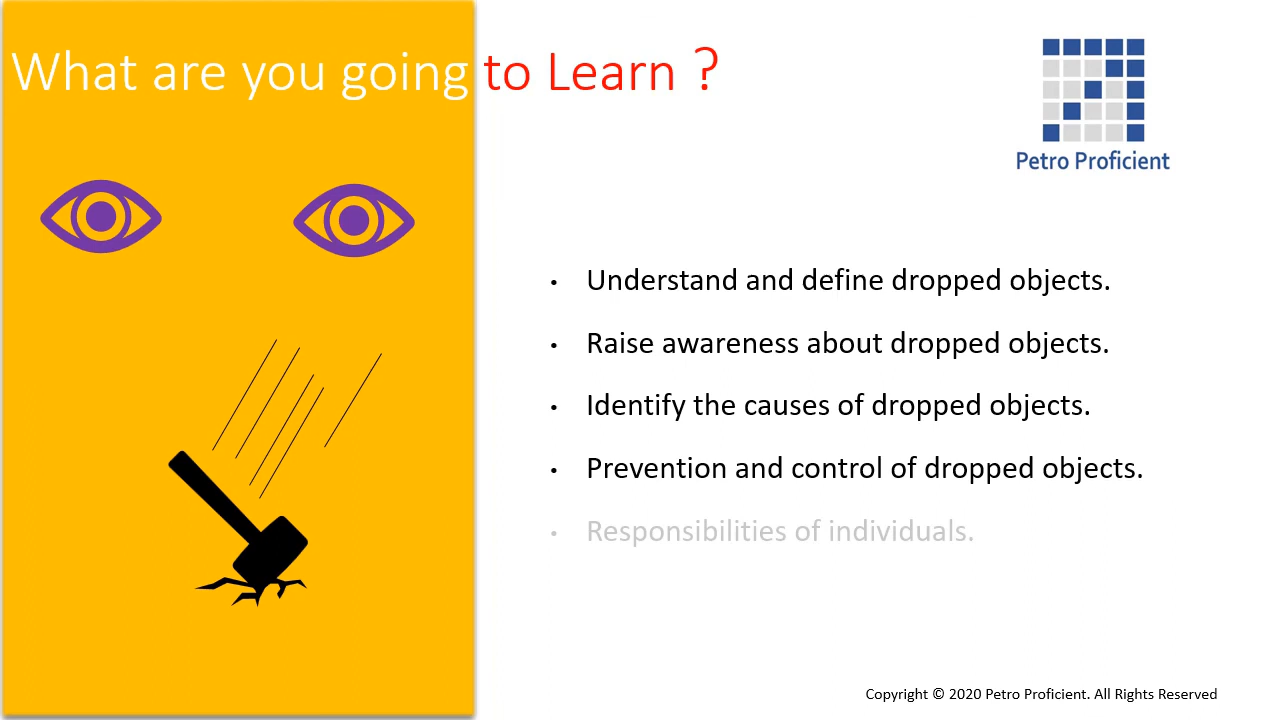 What are you going to Learn ?
Petro Proficient
• Understand and define dropped objects.
• Raise awareness about dropped objects.
• Identify the causes of dropped objects.
• Prevention and control of dropped objects.
• Responsibilities of individuals.
Copyright © 2020 Petro Proficient. All Rights Reserved